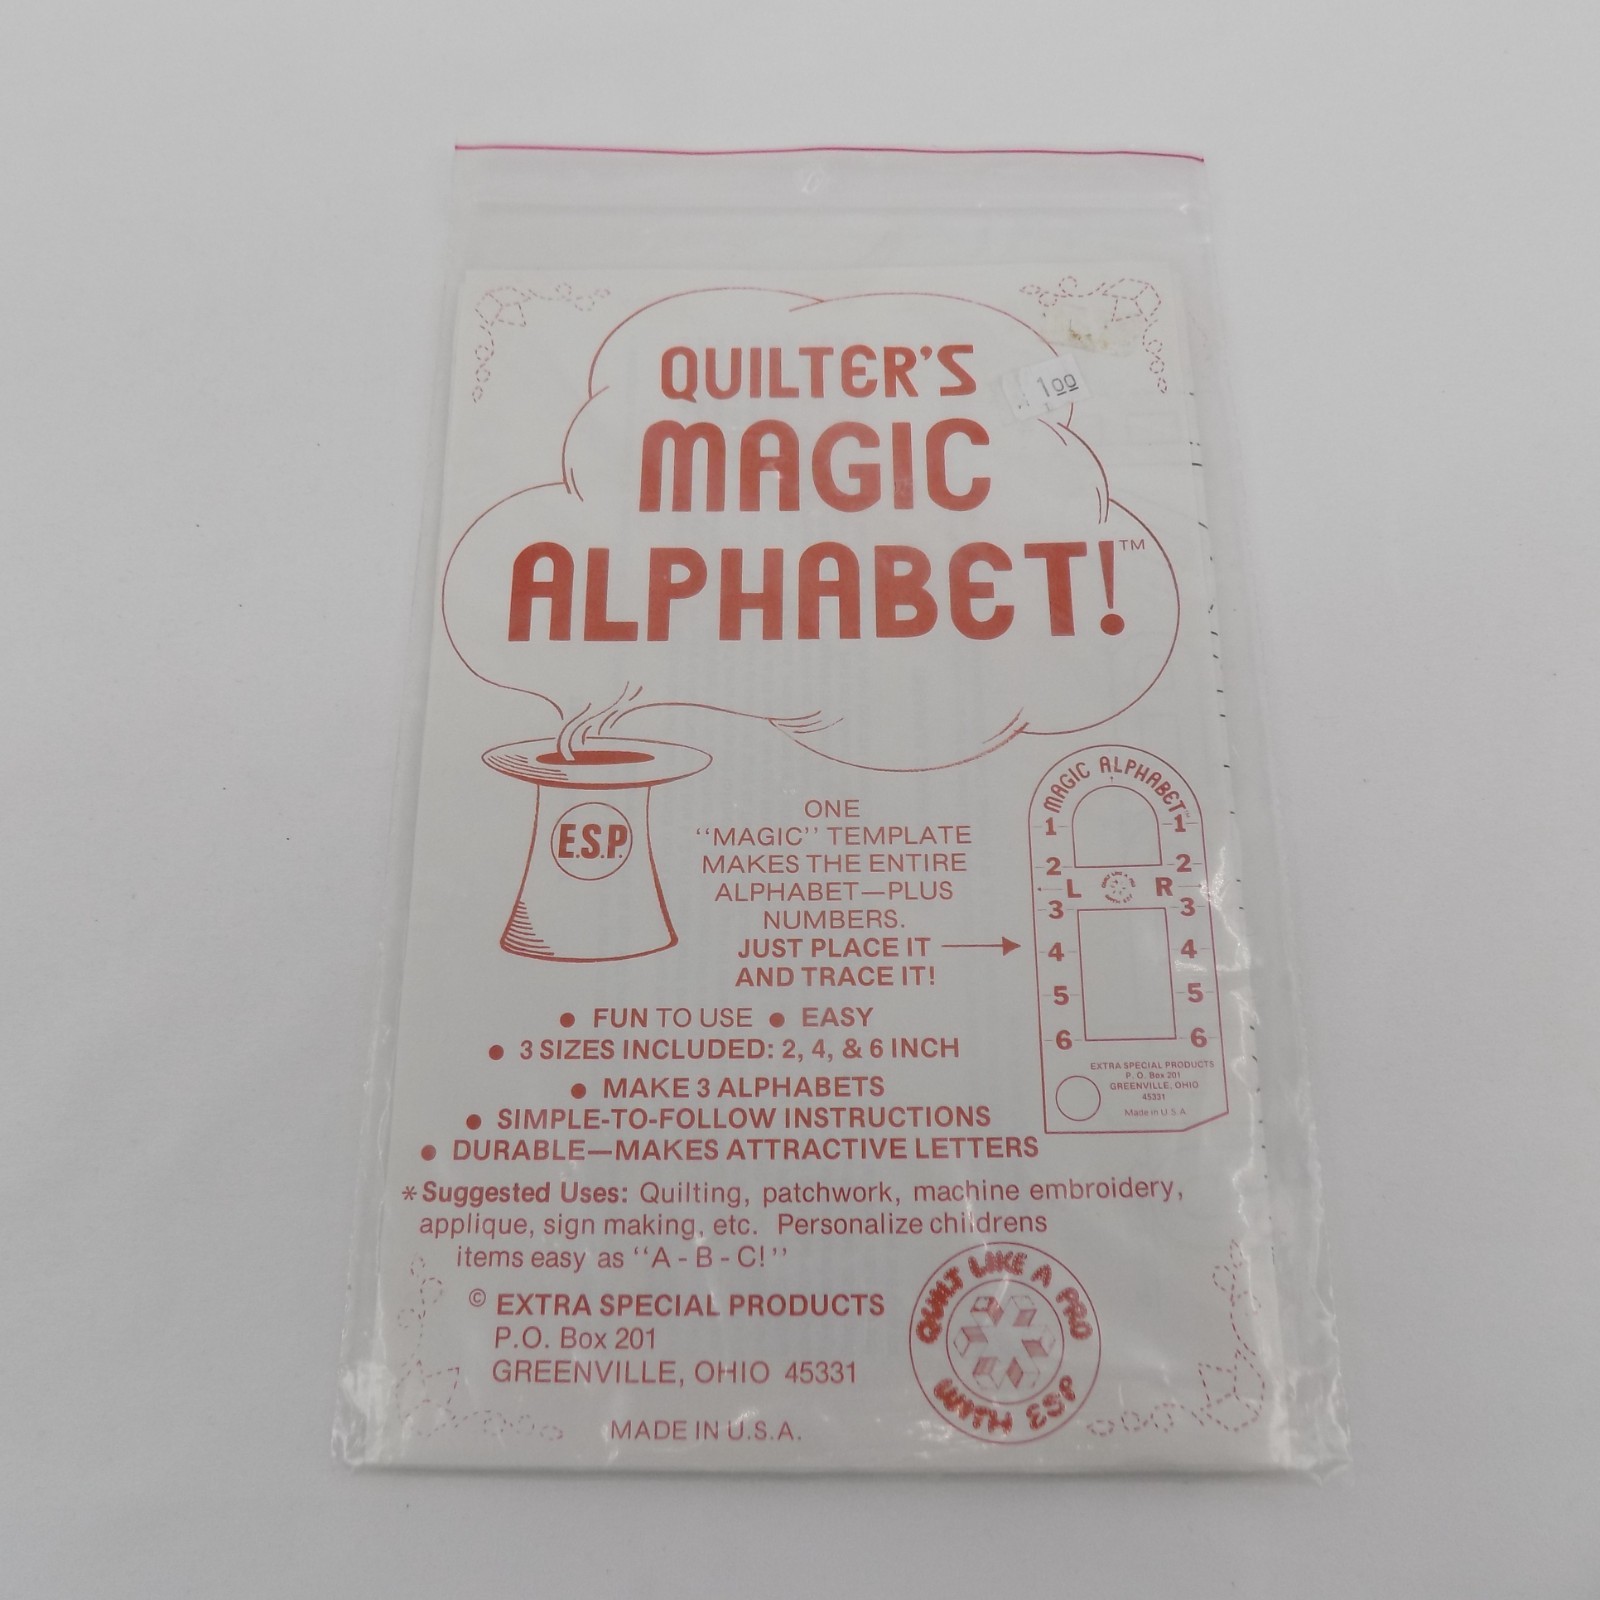 QUILTER'S
1.00
MAGIC
ALPHABET!™
E.S.P.
ONE
"MAGIC" TEMPLATE
MAKES THE ENTIRE
ALPHABET—PLUS
NUMBERS.
JUST PLACE IT
AND TRACE IT!
MAGIC ALPHABET™
1 1
2 2
L R
3 3
4 4
5 5
6 6
EXTRA SPECIAL PRODUCTS
P. O. Box 201
GREENVILLE, OHIO
45331
Made in U.S.A.
• FUN TO USE • EASY
• 3 SIZES INCLUDED: 2, 4, & 6 INCH
• MAKE 3 ALPHABETS
• SIMPLE-TO-FOLLOW INSTRUCTIONS
• DURABLE—MAKES ATTRACTIVE LETTERS
*Suggested Uses: Quilting, patchwork, machine embroidery,
applique, sign making, etc. Personalize childrens
items easy as "A - B - C!"
© EXTRA SPECIAL PRODUCTS
P.O. Box 201
GREENVILLE, OHIO 45331
MADE IN U.S.A.
QUILT LIKE A PRO
WITH ESP